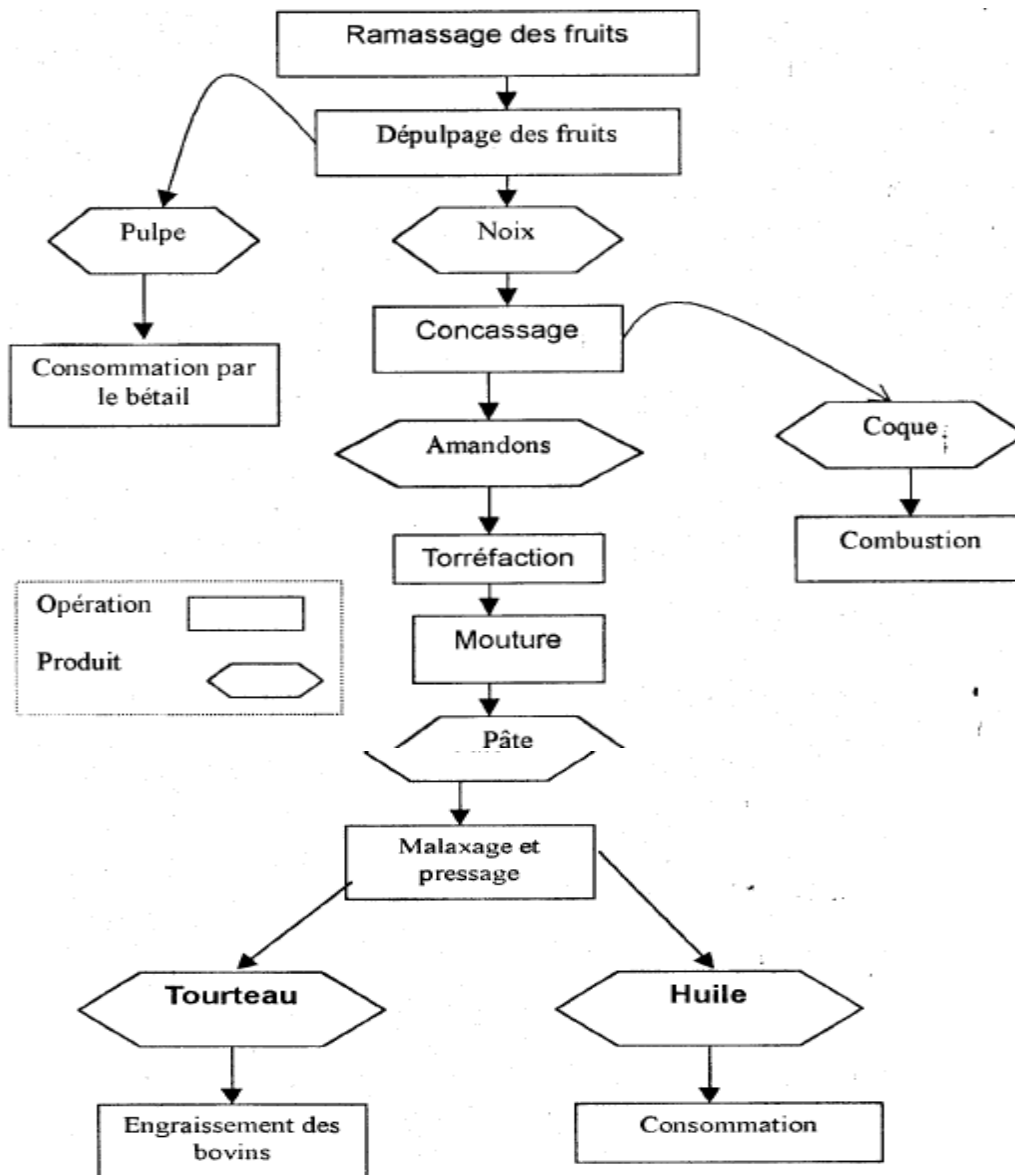 Ramassage des fruits
Dépulpage des fruits
Pulpe
Noix
Concassage
Consommation par
le bétail
Coque
Amandons
Combustion
Torréfaction
Opération
Mouture
Produit
Pâte
Malaxage et
pressage
Tourteau
Huile
Engraissement des
bovins
Consommation